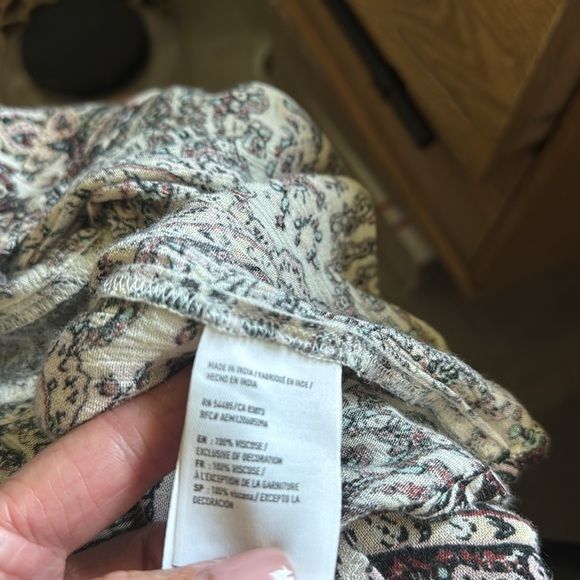 MADE IN INDIA / FABRIQUÉ EN INDE /
HECHO EN INDIA
RN 54485/CA 03073
EN : 100% VISCOSE/
EXCLUSIVE OF DECORATION
FR : 100% VISCOSE/
À L'EXCEPTION DE LA GARNITURE
SP : 100% viscosa/ EXCEPTO LA
DECORACIÓN